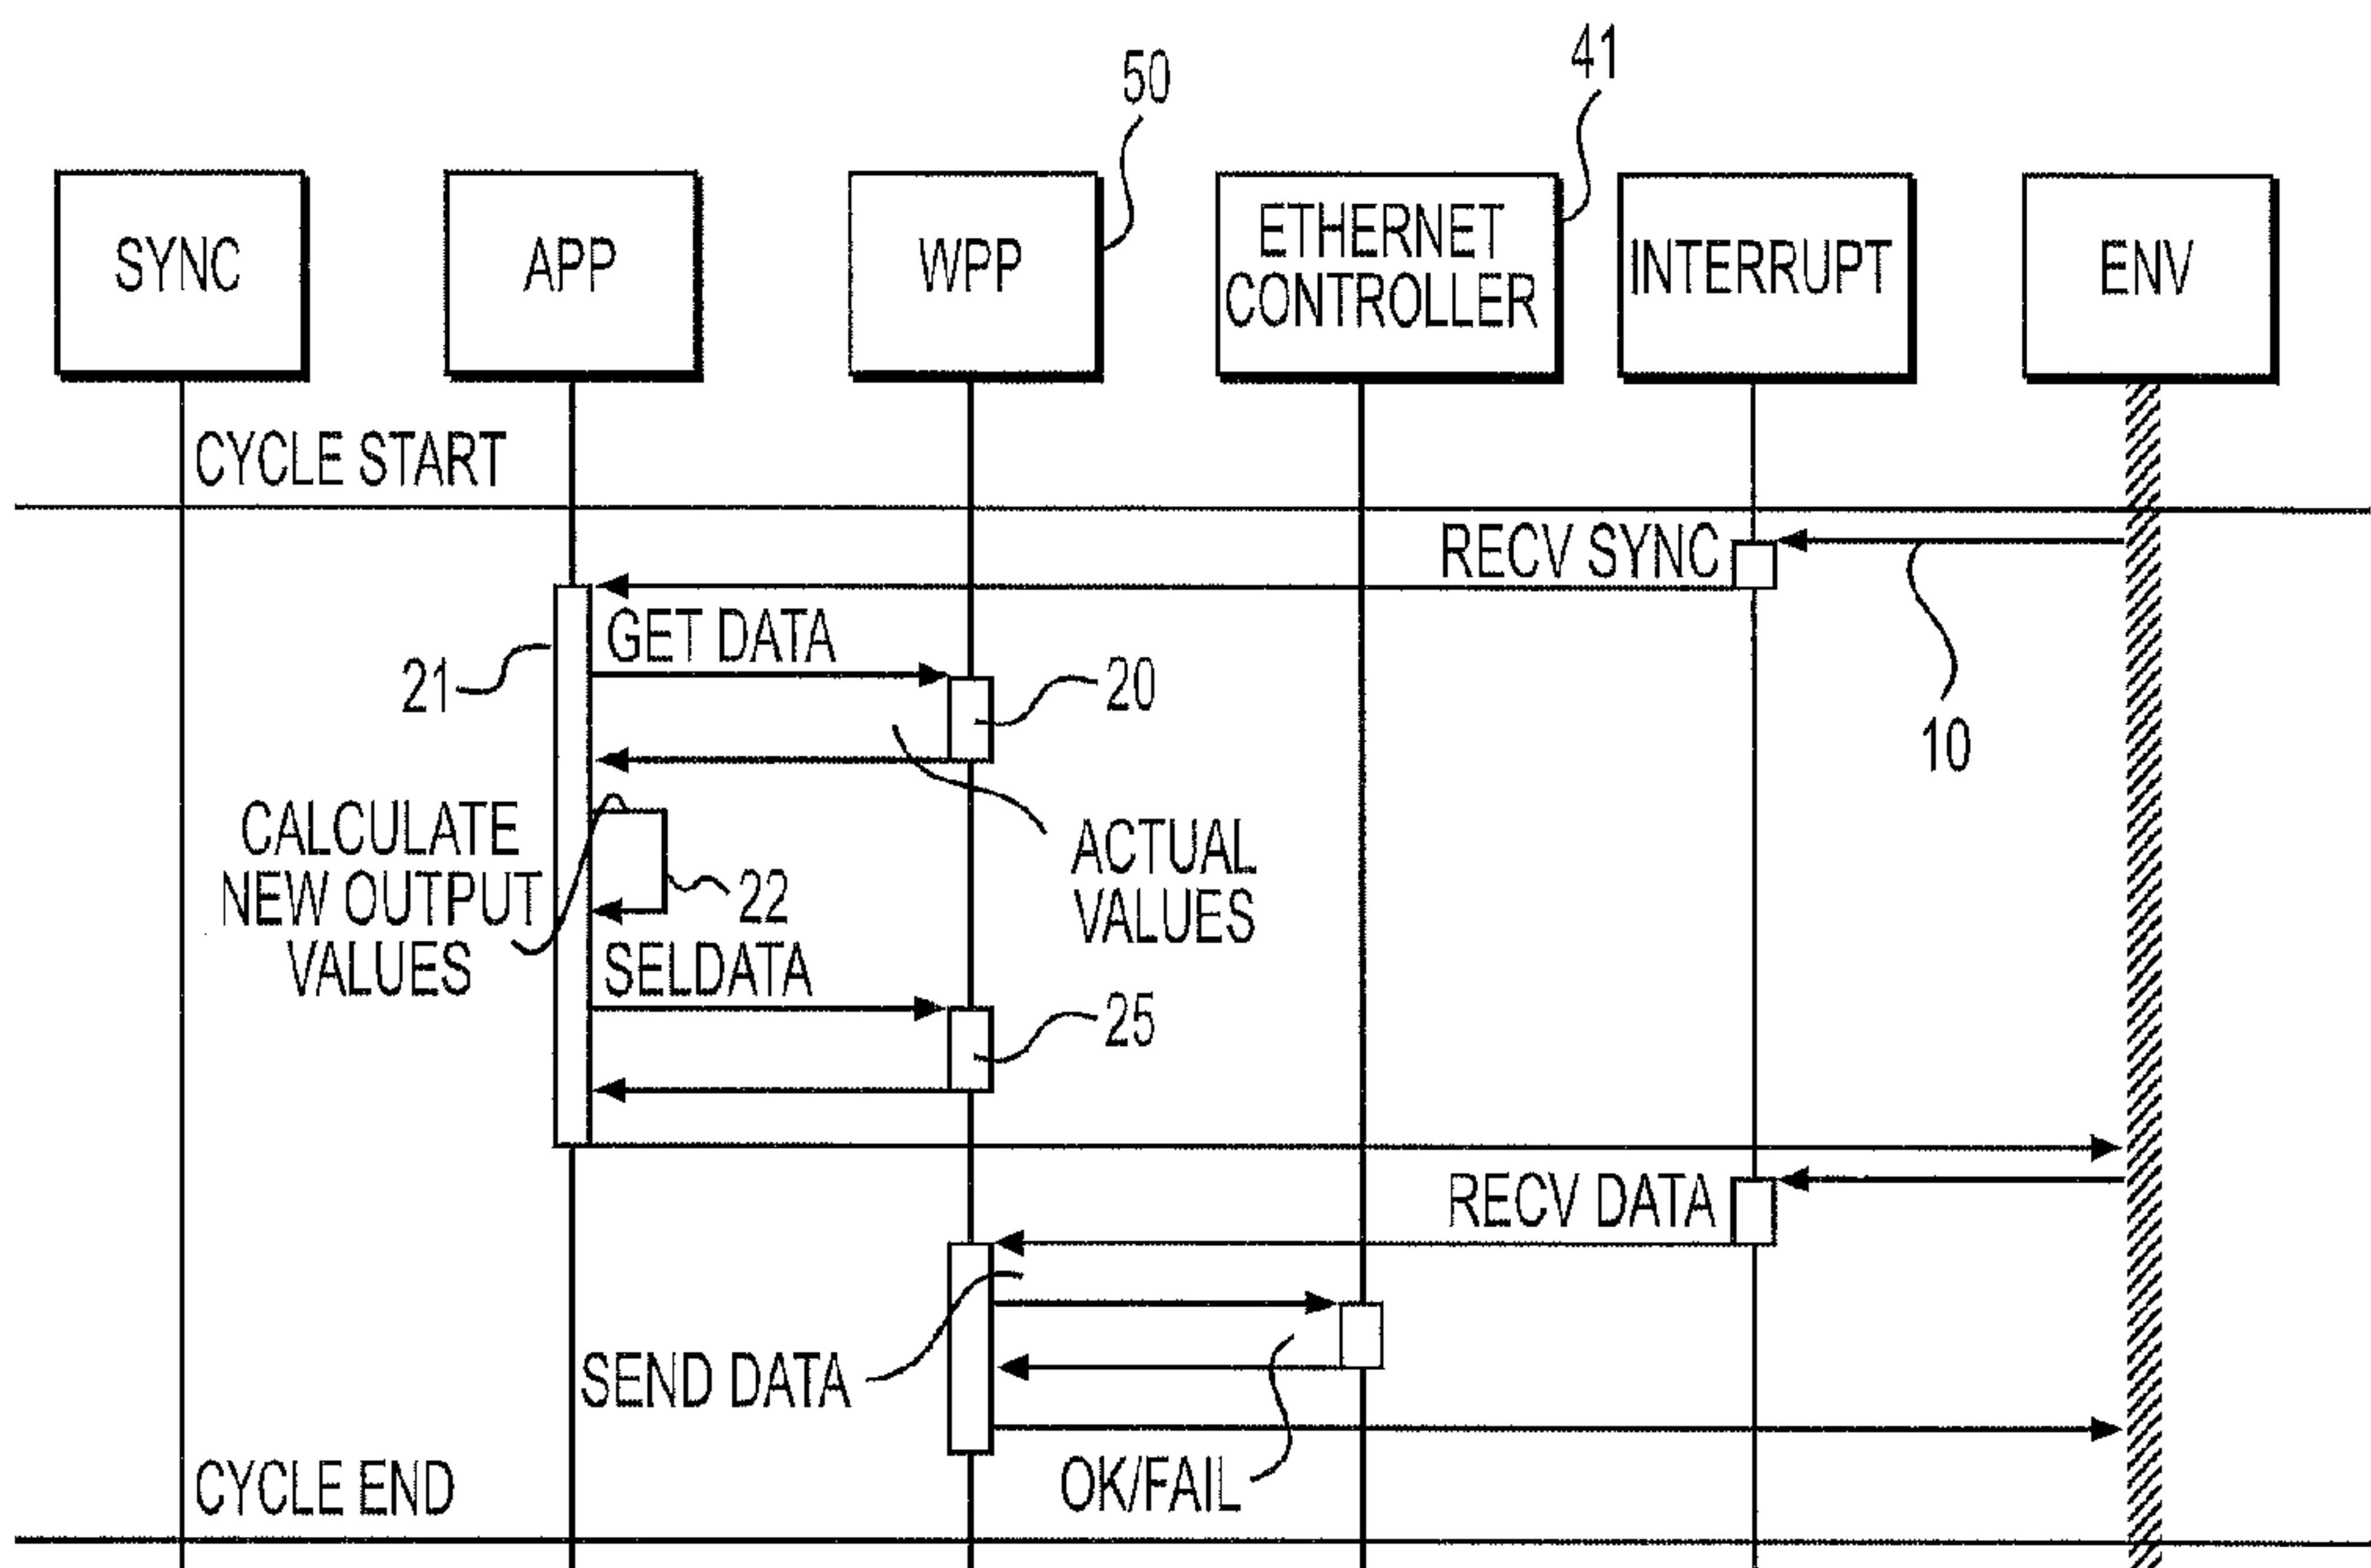 50
41
SYNC
APP
WPP
ETHERNET
CONTROLLER
INTERRUPT
ENV
CYCLE START
RECV SYNC
GET DATA
21
20
10
CALCULATE
NEW OUTPUT
VALUES
22
ACTUAL
VALUES
SELDATA
25
RECV DATA
SEND DATA
OK/FAIL
CYCLE END